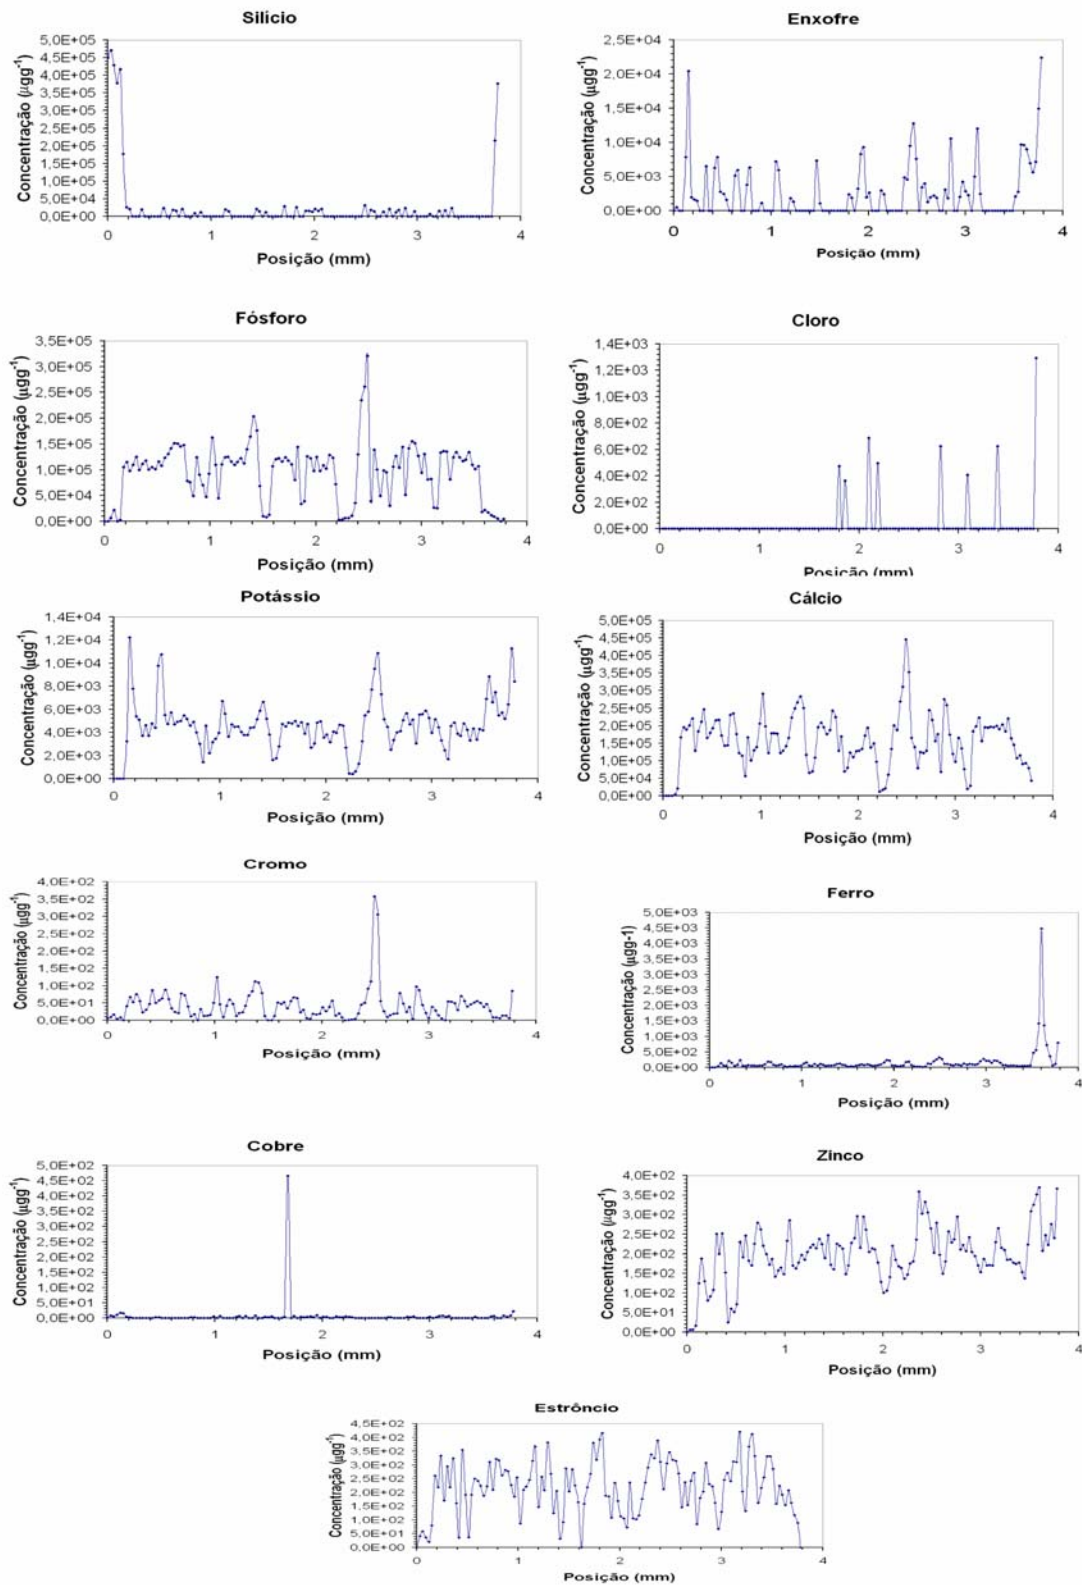 Silício
Concentração (µgg-1)
5,0E+05
4,5E+05
4,0E+05
3,5E+05
3,0E+05
2,5E+05
2,0E+05
1,5E+05
1,0E+05
5,0E+04
0,0E+00
0 1 2 3 4
Posição (mm)
Enxofre
Concentração (µgg-1)
2,5E+04
2,0E+04
1,5E+04
1,0E+04
5,0E+03
0,0E+00
0 1 2 3 4
Posição (mm)
Fósforo
Concentração (µgg-1)
3,5E+05
3,0E+05
2,5E+05
2,0E+05
1,5E+05
1,0E+05
5,0E+04
0,0E+00
0 1 2 3 4
Posição (mm)
Cloro
Concentração (µgg-1)
1,4E+03
1,2E+03
1,0E+03
8,0E+02
6,0E+02
4,0E+02
2,0E+02
0,0E+00
0 1 2 3 4
Posição (mm)
Potássio
Concentração (µgg-1)
1,4E+04
1,2E+04
1,0E+04
8,0E+03
6,0E+03
4,0E+03
2,0E+03
0,0E+00
0 1 2 3 4
Posição (mm)
Cálcio
Concentração (µgg-1)
5,0E+05
4,5E+05
4,0E+05
3,5E+05
3,0E+05
2,5E+05
2,0E+05
1,5E+05
1,0E+05
5,0E+04
0,0E+00
0 1 2 3 4
Posição (mm)
Cromo
Concentração (µgg-1)
4,0E+02
3,5E+02
3,0E+02
2,5E+02
2,0E+02
1,5E+02
1,0E+02
5,0E+01
0,0E+00
0 1 2 3 4
Posição (mm)
Ferro
Concentração (µgg-1)
5,0E+03
4,5E+03
4,0E+03
3,5E+03
3,0E+03
2,5E+03
2,0E+03
1,5E+03
1,0E+03
5,0E+02
0,0E+00
0 1 2 3 4
Posição (mm)
Cobre
Concentração (µgg-1)
5,0E+02
4,5E+02
4,0E+02
3,5E+02
3,0E+02
2,5E+02
2,0E+02
1,5E+02
1,0E+02
5,0E+01
0,0E+00
0 1 2 3 4
Posição (mm)
Zinco
Concentração (µgg-1)
4,0E+02
3,5E+02
3,0E+02
2,5E+02
2,0E+02
1,5E+02
1,0E+02
5,0E+01
0,0E+00
0 1 2 3 4
Posição (mm)
Estrôncio
Concentração (µgg-1)
4,5E+02
4,0E+02
3,5E+02
3,0E+02
2,5E+02
2,0E+02
1,5E+02
1,0E+02
5,0E+01
0,0E+00
0 1 2 3 4
Posição (mm)